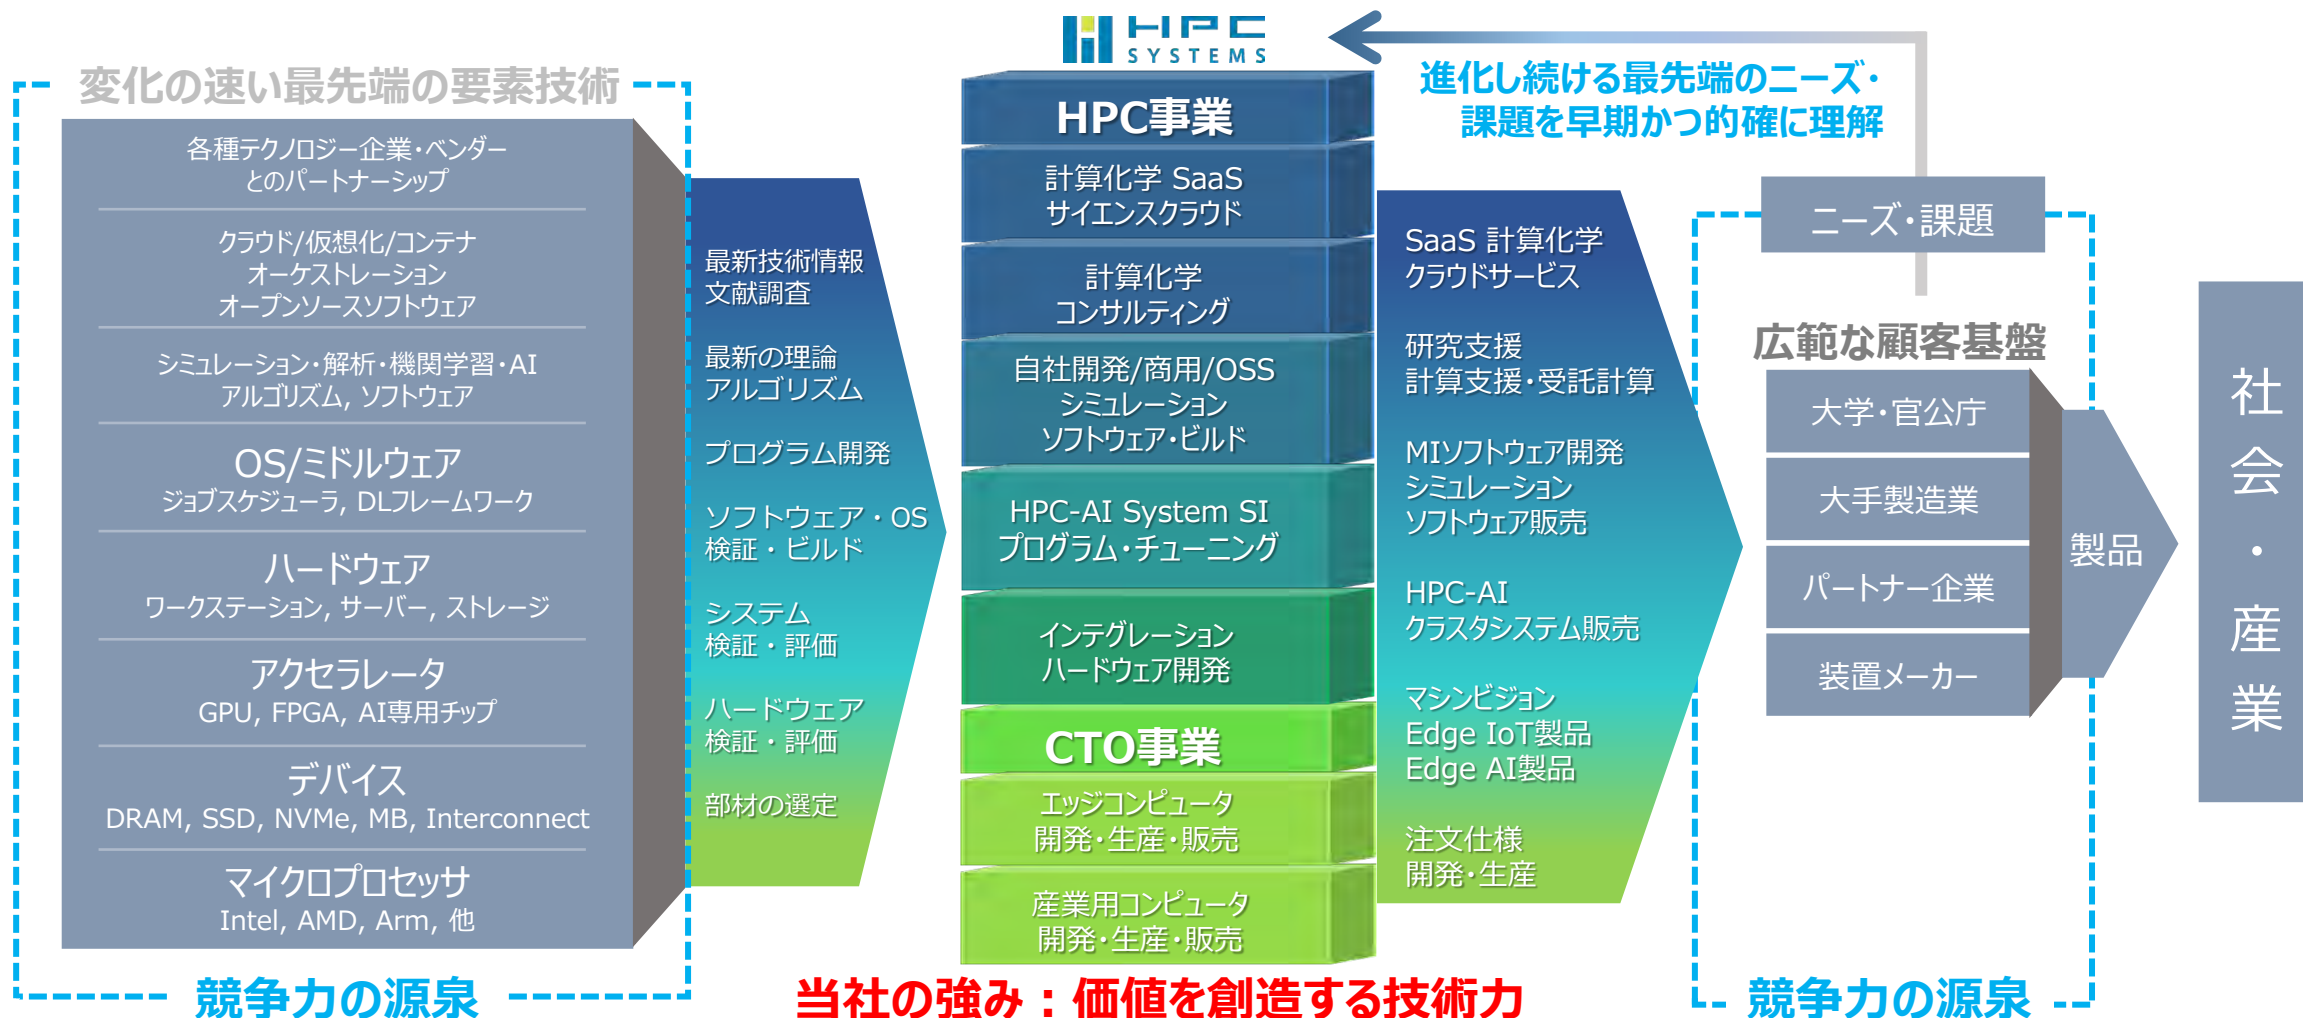 変化の速い最先端の要素技術
各種テクノロジー企業・ベンダー
とのパートナーシップ
クラウド/仮想化/コンテナ
オーケストレーション
オープンソースソフトウェア
シミュレーション・解析・機関学習・AI
アルゴリズム, ソフトウェア
OS/ミドルウェア
ジョブスケジューラ, DLフレームワーク
ハードウェア
ワークステーション, サーバー, ストレージ
アクセラレータ
GPU, FPGA, AI専用チップ
デバイス
DRAM, SSD, NVMe, MB, Interconnect
マイクロプロセッサ
Intel, AMD, Arm, 他
競争力の源泉
最新技術情報
文献調査
最新の理論
アルゴリズム
プログラム開発
ソフトウェア・OS
検証・ビルド
システム
検証・評価
ハードウェア
検証・評価
部材の選定
HPC
SYSTEMS
HPC事業
計算化学 SaaS
サイエンスクラウド
計算化学
コンサルティング
自社開発/商用/OSS
シミュレーション
ソフトウェア・ビルド
HPC-AI System SI
プログラム・チューニング
インテグレーション
ハードウェア開発
CTO事業
エッジコンピュータ
開発・生産・販売
産業用コンピュータ
開発・生産・販売
当社の強み：価値を創造する技術力
SaaS 計算化学
クラウドサービス
研究支援
計算支援・受託計算
MIソフトウェア開発
シミュレーション
ソフトウェア販売
HPC-AI
クラスタシステム販売
マシンビジョン
Edge IoT製品
Edge AI製品
注文仕様
開発・生産
進化し続ける最先端のニーズ・
課題を早期かつ的確に理解
ニーズ・課題
広範な顧客基盤
大学・官公庁
大手製造業
パートナー企業
装置メーカー
製品
競争力の源泉
社会・産業